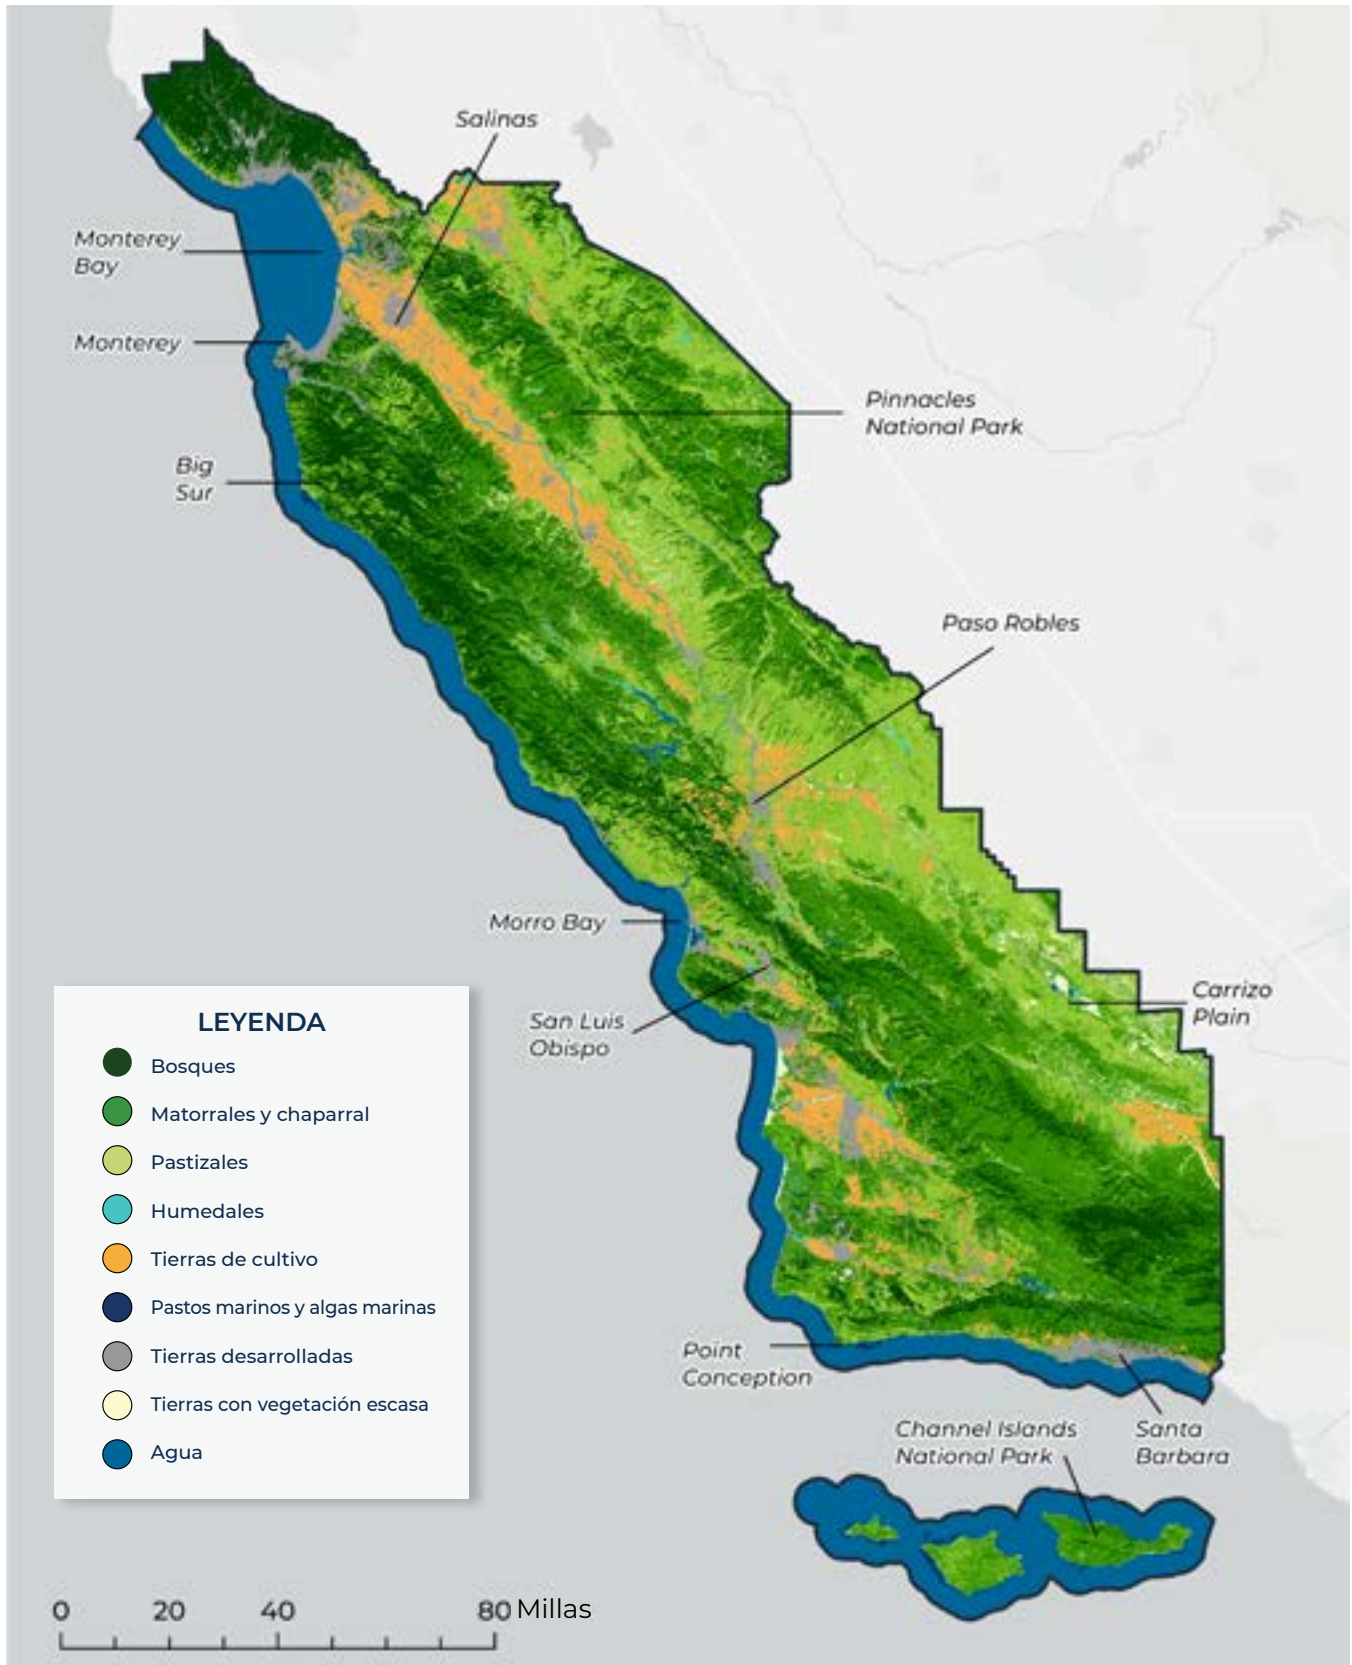 Salinas
Monterey
Bay
Monterey
Pinnacles
National Park
Big
Sur
Paso Robles
Morro Bay
Carrizo
Plain
San Luis
Obispo
LEYENDA
Bosques
Matorrales y chaparral
Pastizales
Humedales
Tierras de cultivo
Pastos marinos y algas marinas
Tierras desarrolladas
Tierras con vegetación escasa
Agua
Point
Conception
Channel Islands
National Park
Santa
Barbara
0 20 40 80 Millas